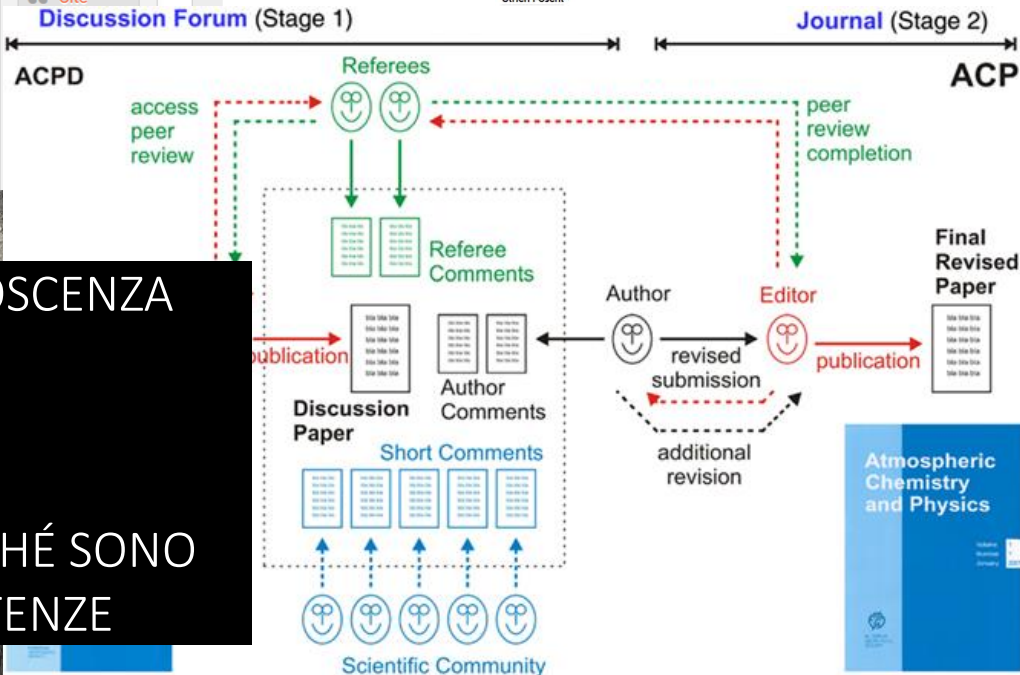 Discussion Forum (Stage 1)
Journal (Stage 2)
ACPD
ACP
Referees
access
peer
review
peer
review
completion
Referee
Comments
OSCENZA
HÉ SONO
TENZE
publication
Discussion
Paper
Author
Comments
Author
revised
submission
Editor
publication
additional
revision
Final
Revised
Paper
Short Comments
Scientific Community
Atmospheric
Chemistry
and Physics